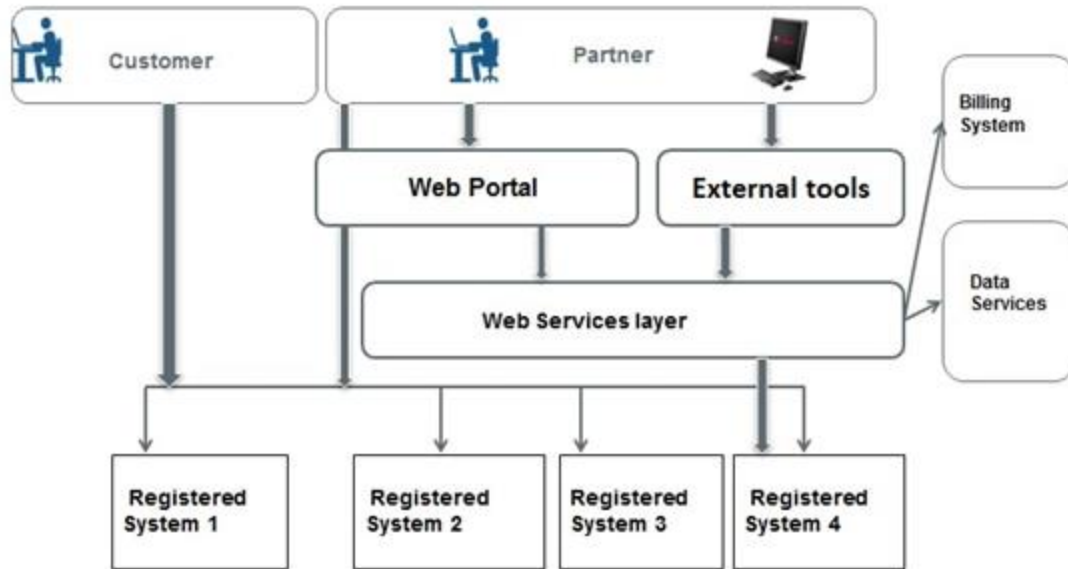 Customer
Partner
Billing
System
Web Portal
External tools
Data
Services
Web Services layer
Registered
System 1
Registered
System 2
Registered
System 3
Registered
System 4